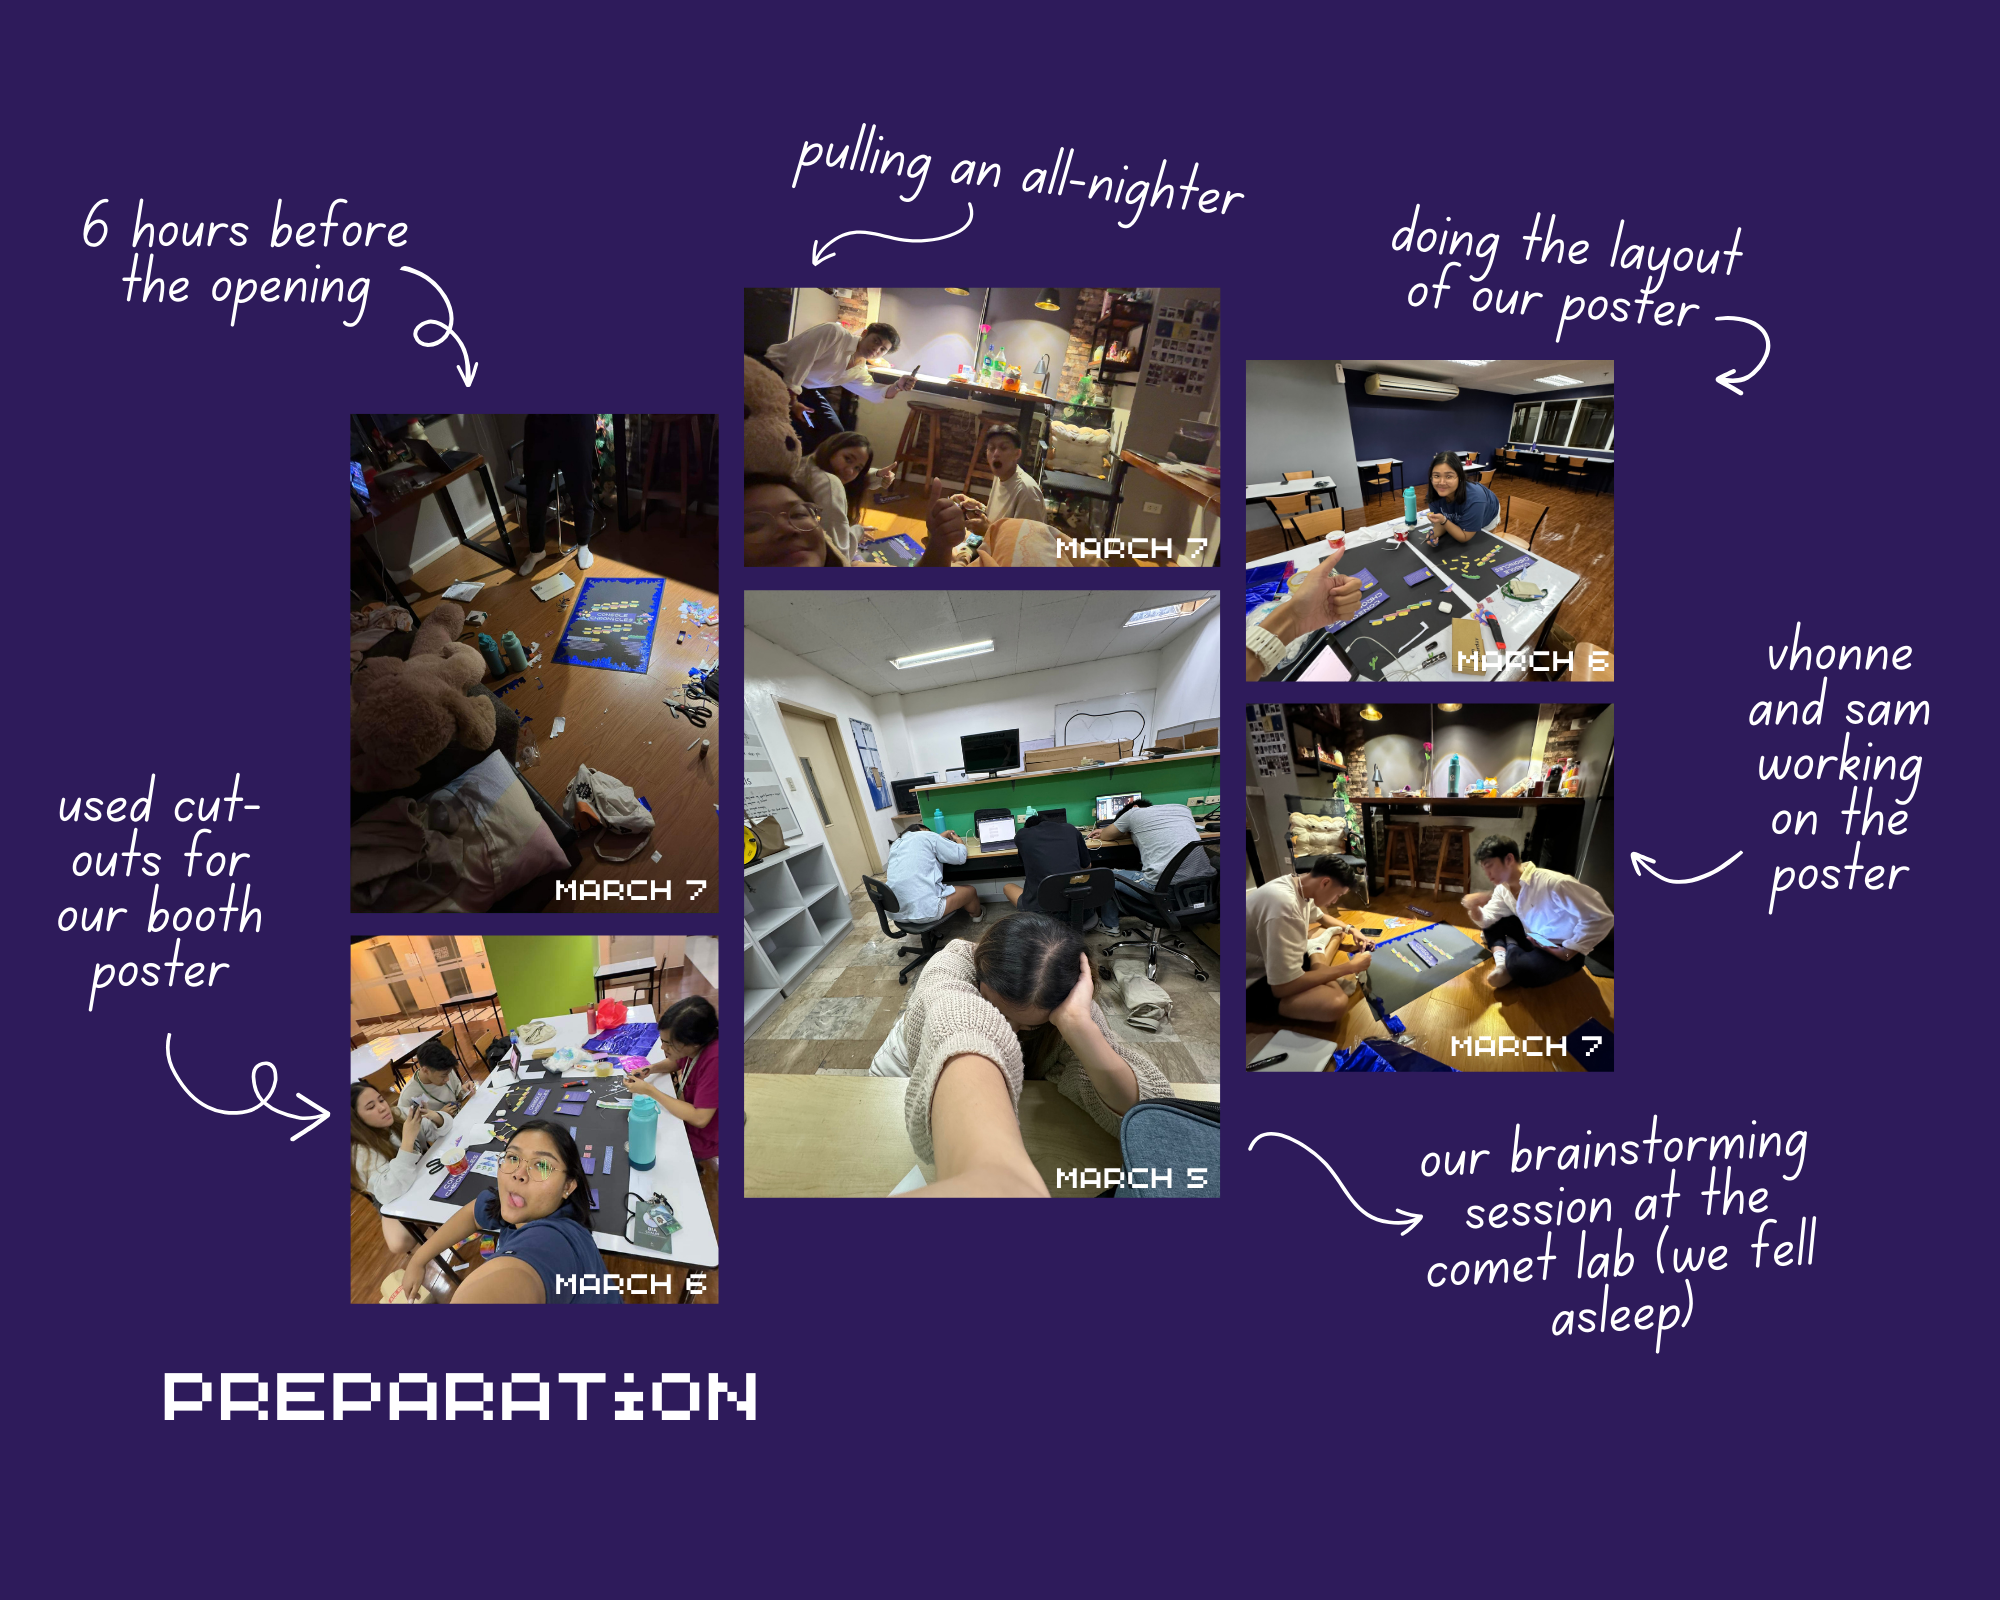 pulling an all-nighter
6 hours before
the opening
doing the layout
of our poster
MARCH 7
MARCH 6
CONSOLE
CHRONICLES
MARCH 7
vhonne
and sam
working
on the
poster
MARCH 7
used cut-
outs for
our booth
poster
MARCH 5
MARCH 6
our brainstorming
session at the
comet lab (we fell
asleep)
PREPARATiON